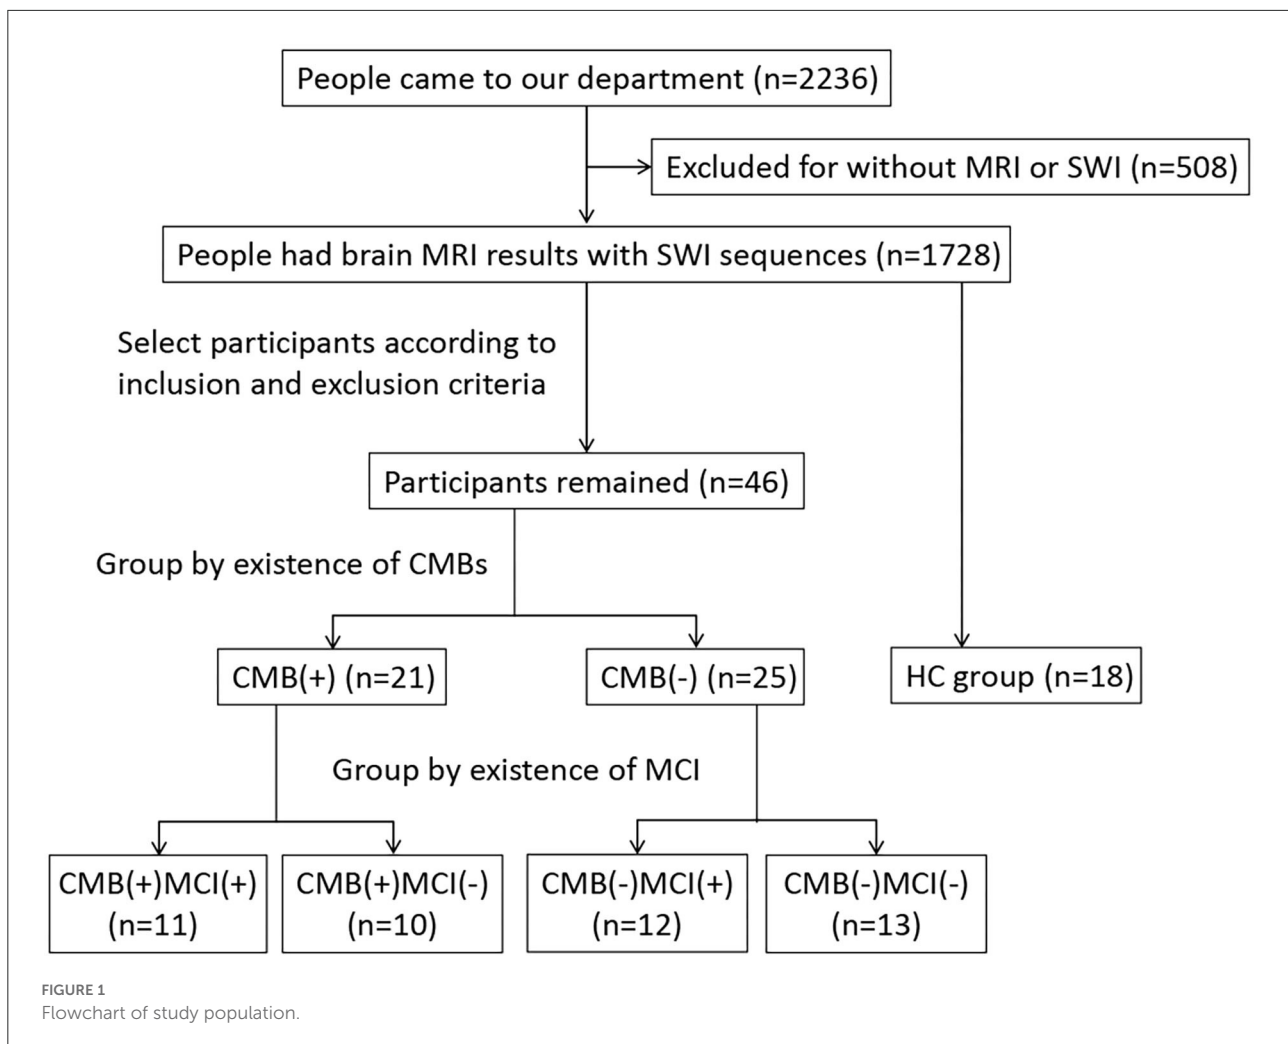 People came to our department (n=2236)
Excluded for without MRI or SWI (n=508)
People had brain MRI results with SWI sequences (n=1728)
Select participants according to
inclusion and exclusion criteria
Participants remained (n=46)
Group by existence of CMBs
CMB(+) (n=21)
CMB(-) (n=25)
HC group (n=18)
Group by existence of MCI
CMB(+)MCI(+)
(n=11)
CMB(+)MCI(-)
(n=10)
CMB(-)MCI(+)
(n=12)
CMB(-)MCI(-)
(n=13)
FIGURE 1
Flowchart of study population.